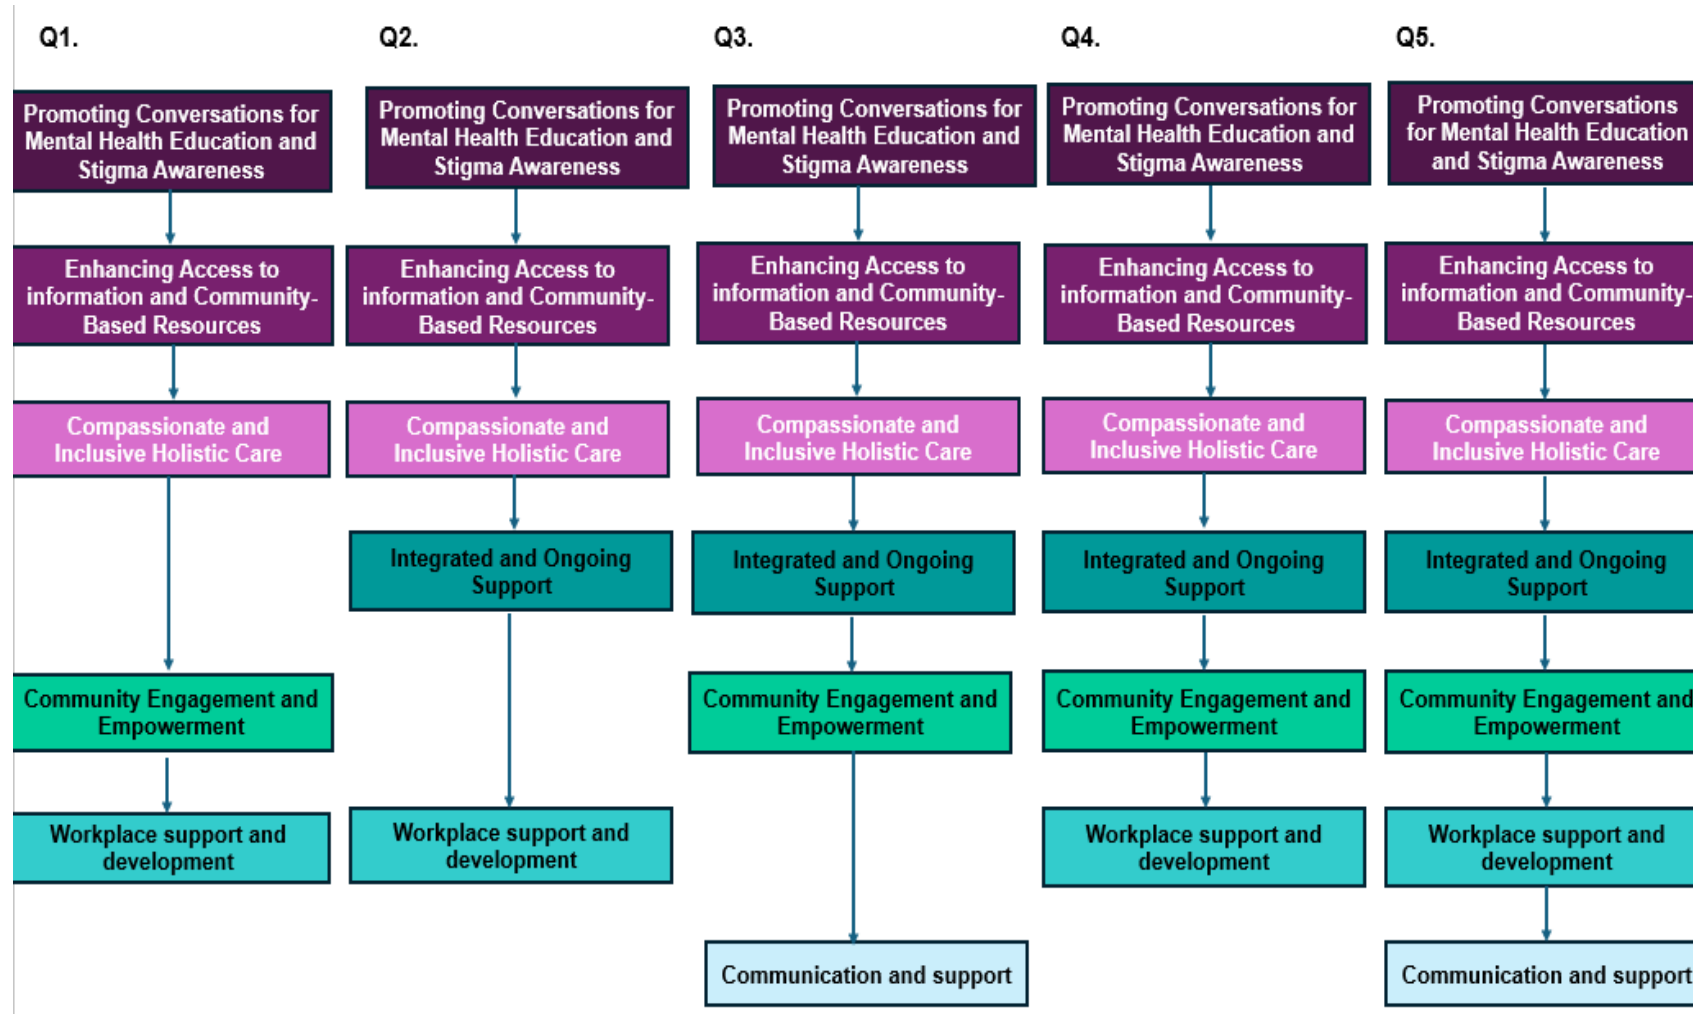 Q1.
Promoting Conversations for
Mental Health Education and
Stigma Awareness
Enhancing Access to
information and Community-
Based Resources
Compassionate and
Inclusive Holistic Care
Community Engagement and
Empowerment
Workplace support and
development
Q2.
Promoting Conversations for
Mental Health Education and
Stigma Awareness
Enhancing Access to
information and Community-
Based Resources
Compassionate and
Inclusive Holistic Care
Integrated and Ongoing
Support
Workplace support and
development
Q3.
Promoting Conversations for
Mental Health Education and
Stigma Awareness
Enhancing Access to
information and Community-
Based Resources
Compassionate and
Inclusive Holistic Care
Integrated and Ongoing
Support
Community Engagement and
Empowerment
Communication and support
Q4.
Promoting Conversations for
Mental Health Education and
Stigma Awareness
Enhancing Access to
information and Community-
Based Resources
Compassionate and
Inclusive Holistic Care
Integrated and Ongoing
Support
Community Engagement and
Empowerment
Workplace support and
development
Q5.
Promoting Conversations
for Mental Health Education
and Stigma Awareness
Enhancing Access to
information and Community-
Based Resources
Compassionate and
Inclusive Holistic Care
Integrated and Ongoing
Support
Community Engagement and
Empowerment
Workplace support and
development
Communication and support